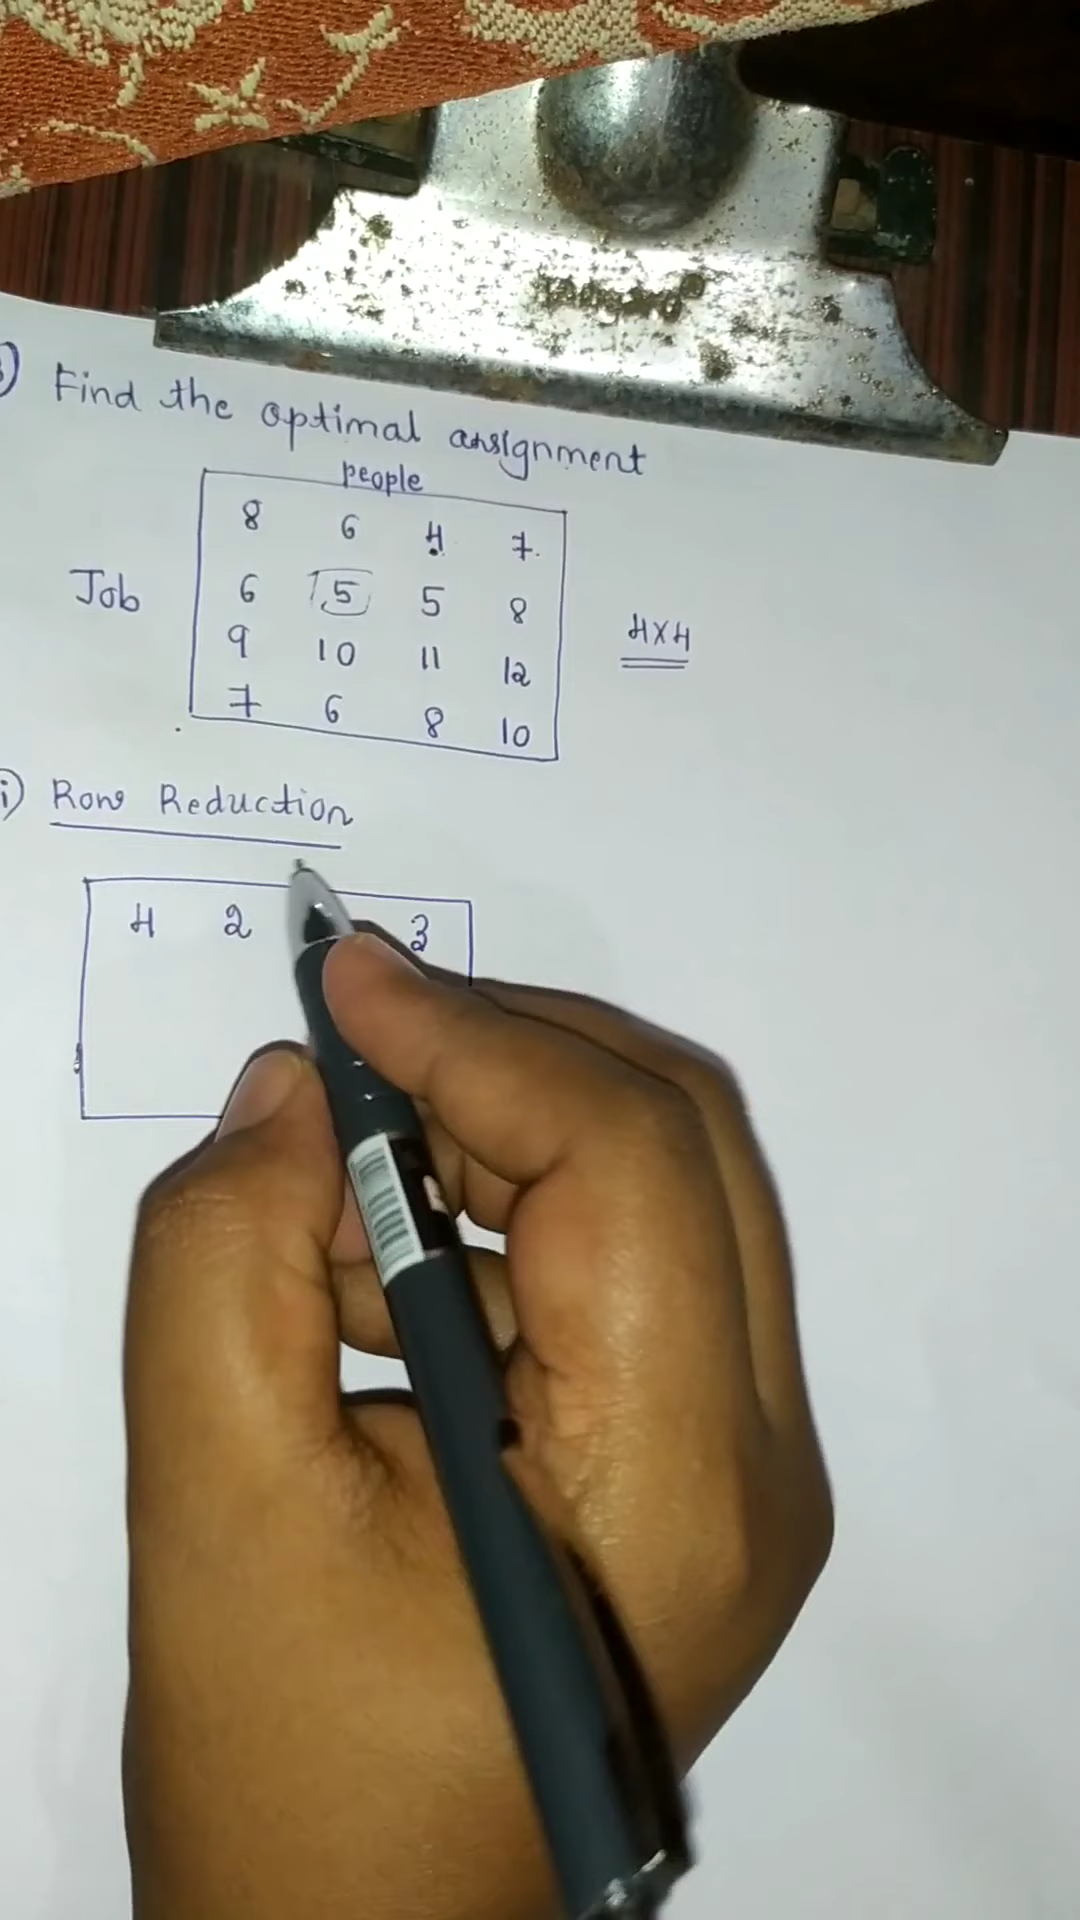 Find the optimal assignment
people
8 6 4 7
Job 6 5 5 8
4x4
9 10 11 12
7 6 8 10
i) Row Reduction
4 2 3